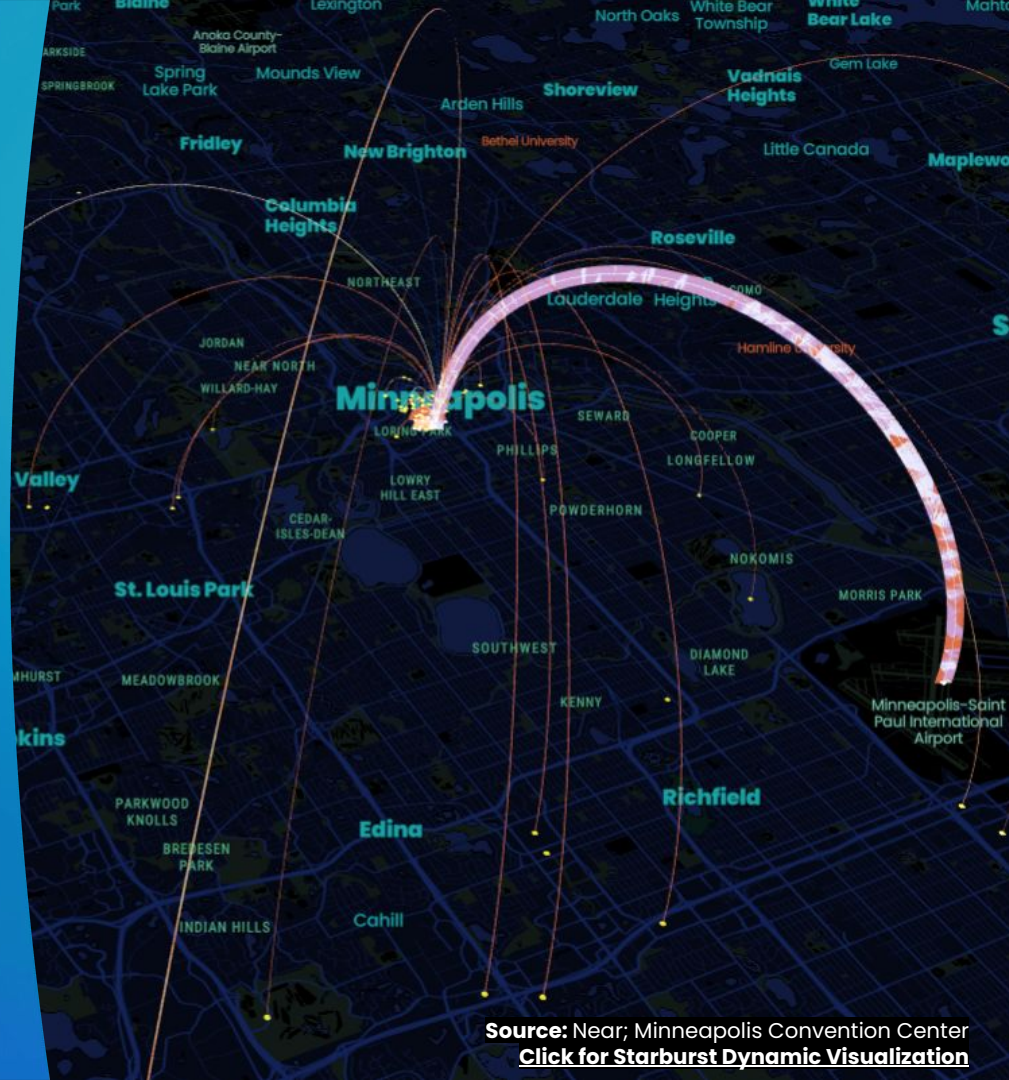 Park
Blaine
Lexington
North Oaks
White Bear
Township
White
Bear Lake
Anoka County-
Blaine Airport
SPRINGBROOK
Spring
Lake Park
Mounds View
Arden Hills
Shoreview
Vadnais
Heights
Gem Lake
Fridley
New Brighton
Bethel University
Little Canada
Columbia
Heights
Roseville
NORTHEAST
Lauderdale
Heights
COMO
JORDAN
NEAR NORTH
WILLARD-HAY
Hamline
Minneapolis
LORING PARK
SEWARD
PHILLIPS
COOPER
LONGFELLOW
Valley
LOWRY
HILL EAST
CEDAR-
ISLES-DEAN
POWDERHORN
NOKOMIS
St. Louis Park
MORRIS PARK
SOUTHWEST
DIAMOND
LAKE
MEADOWBROOK
KENNY
Minneapolis-Saint
Paul International
Airport
PARKWOOD
KNOLLS
Edina
Richfield
BREDESEN
PARK
INDIAN HILLS
Cahill
Source: Near; Minneapolis Convention Center
Click for Starburst Dynamic Visualization